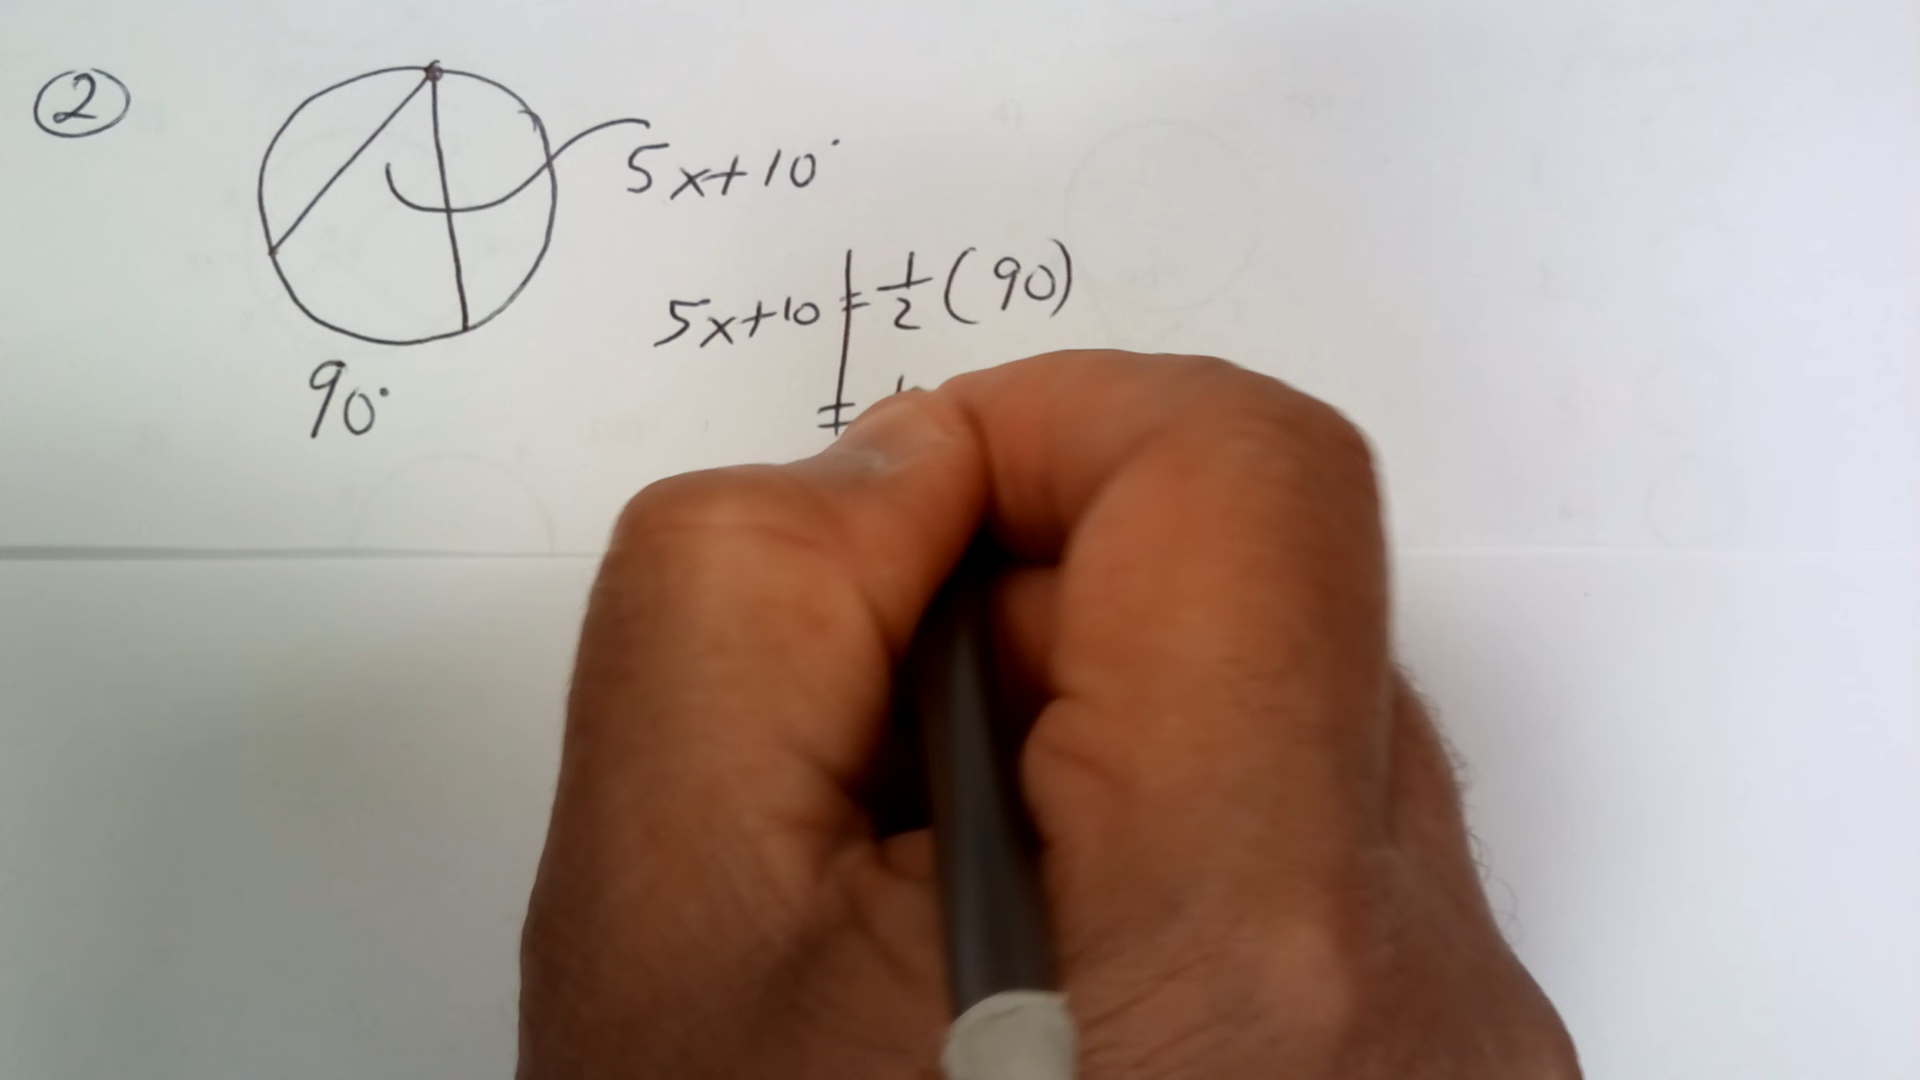 2
5x+10°
5x+10 = 1/2 (90)
90°
=